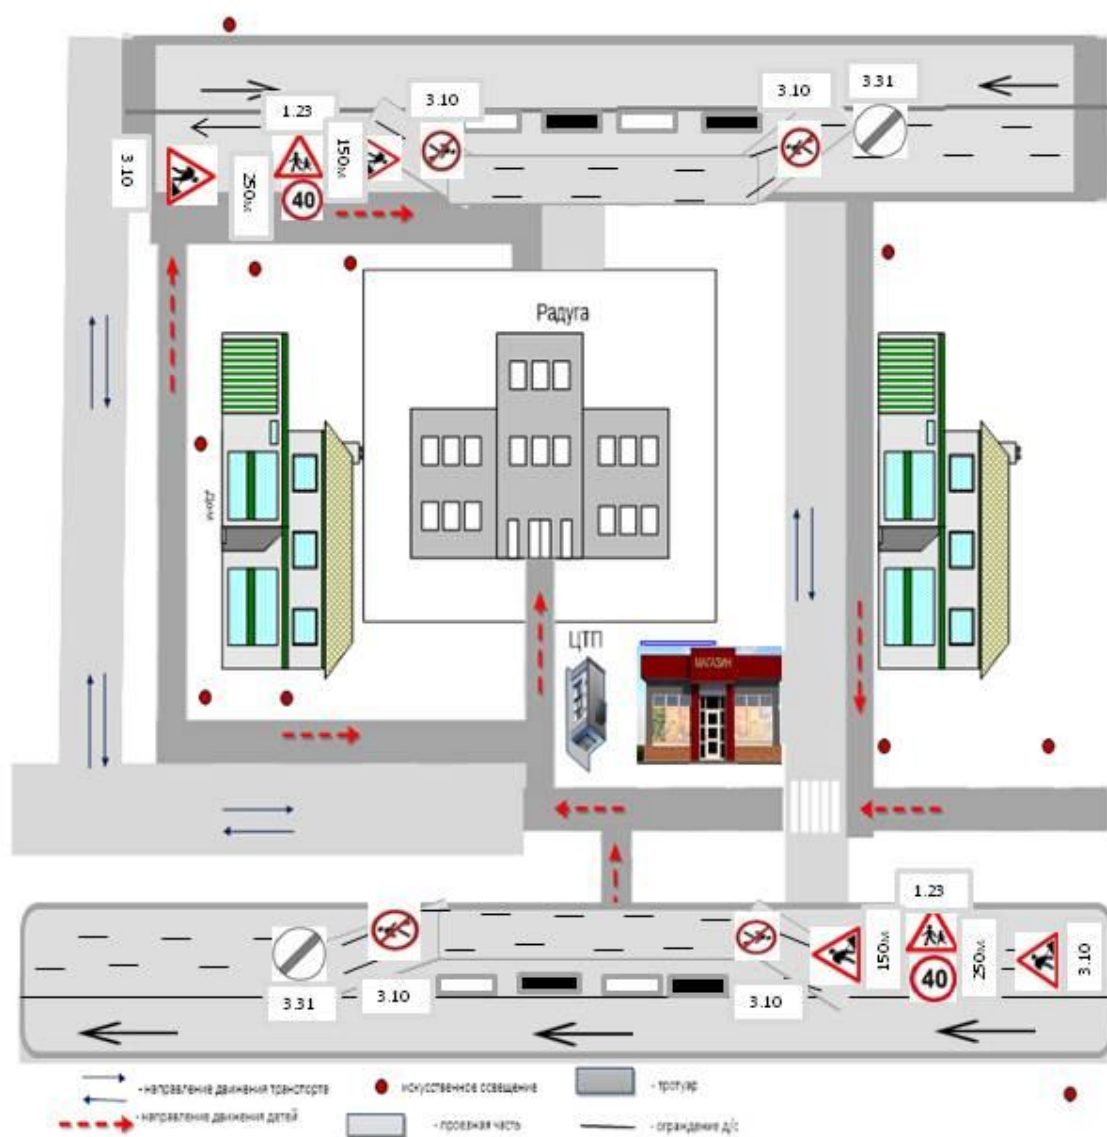 3.10
3.10
3.31
1.23
3.10
150м
250м
40
Радуга
Дом
ЦТП
МАГАЗИН
1.23
150м
250м
3.10
40
3.31
3.10
3.10
- направление движения транспорта
искусственное освещение
- тротуар
- направление движения детей
- проезная часть
- ограждение д/с